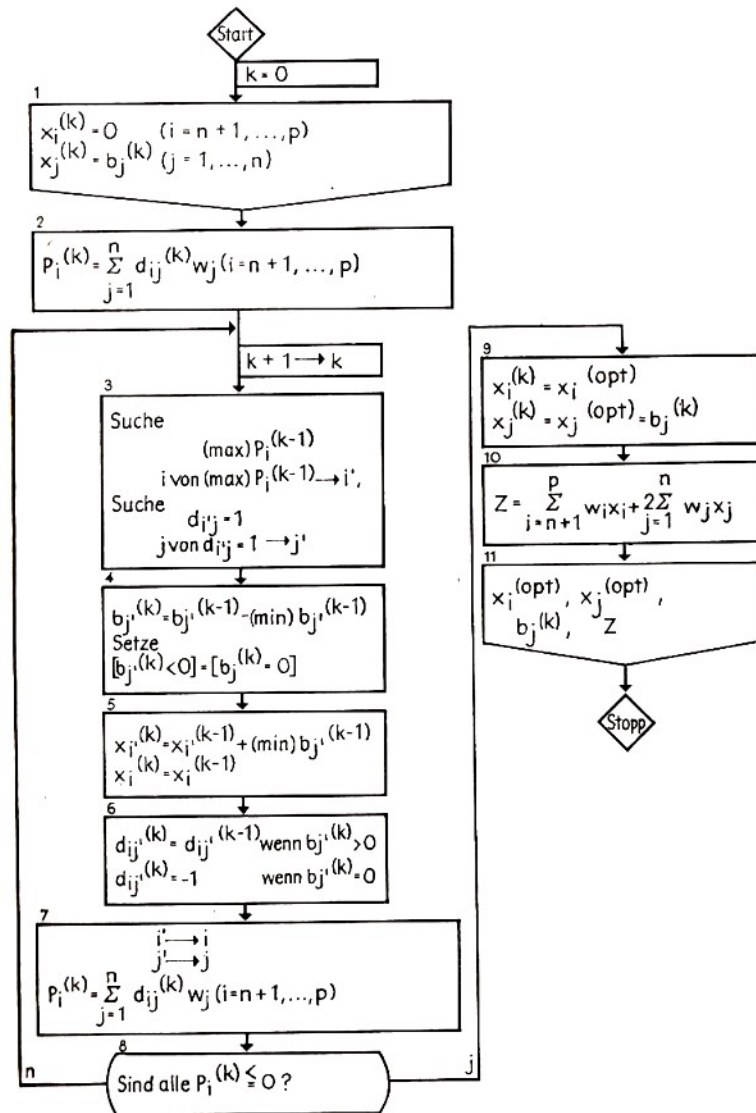 Start
k = 0
1
x_i^(k) = 0 (i = n + 1, ..., p)
x_j^(k) = b_j^(k) (j = 1, ..., n)
2
P_i^(k) = Σ_{j=1}^{n} d_ij^(k) w_j (i = n + 1, ..., p)
k + 1 → k
3
Suche
(max) P_i^(k-1)
i von (max) P_i^(k-1) → i',
Suche
d_i'j = 1
j von d_i'j = 1 → j'
4
b_j'^(k) = b_j'^(k-1) - (min) b_j'^(k-1)
Setze
[b_j'^(k) < 0] = [b_j^(k) = 0]
5
x_i'^(k) = x_i'^(k-1) + (min) b_j'^(k-1)
x_i^(k) = x_i^(k-1)
6
d_ij'^(k) = d_ij'^(k-1) wenn b_j'^(k) > 0
d_ij'^(k) = -1 wenn b_j'^(k) = 0
7
i' → i
j' → j
P_i^(k) = Σ_{j=1}^{n} d_ij^(k) w_j (i = n + 1, ..., p)
8
n
Sind alle P_i^(k) ≦ 0 ?
j
9
x_i^(k) = x_i^(opt)
x_j^(k) = x_j^(opt) = b_j^(k)
10
Z = Σ_{i=n+1}^{p} w_i x_i + 2 Σ_{j=1}^{n} w_j x_j
11
x_i^(opt), x_j^(opt),
b_j^(k), Z
Stopp